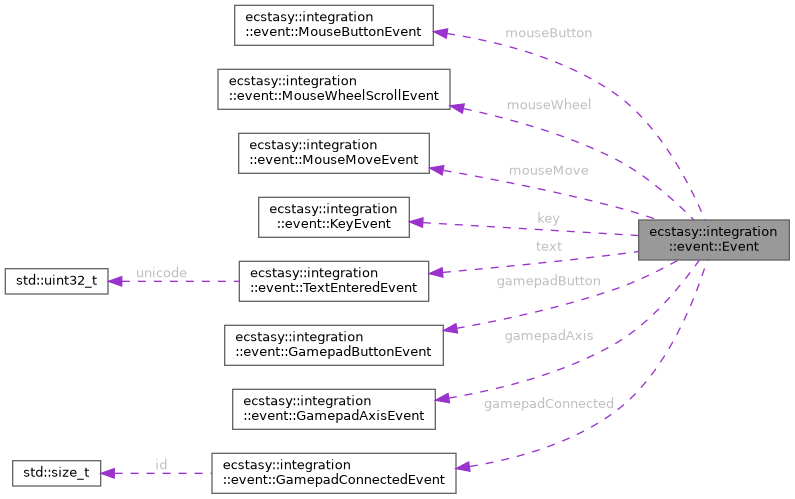 ecstasy::integration
::event::MouseButtonEvent
mouseButton
ecstasy::integration
::event::MouseWheelScrollEvent
mouseWheel
ecstasy::integration
::event::MouseMoveEvent
mouseMove
ecstasy::integration
::event::KeyEvent
key
ecstasy::integration
::event::Event
text
std::uint32_t
unicode
ecstasy::integration
::event::TextEnteredEvent
gamepadButton
ecstasy::integration
::event::GamepadButtonEvent
gamepadAxis
ecstasy::integration
::event::GamepadAxisEvent
gamepadConnected
std::size_t
id
ecstasy::integration
::event::GamepadConnectedEvent